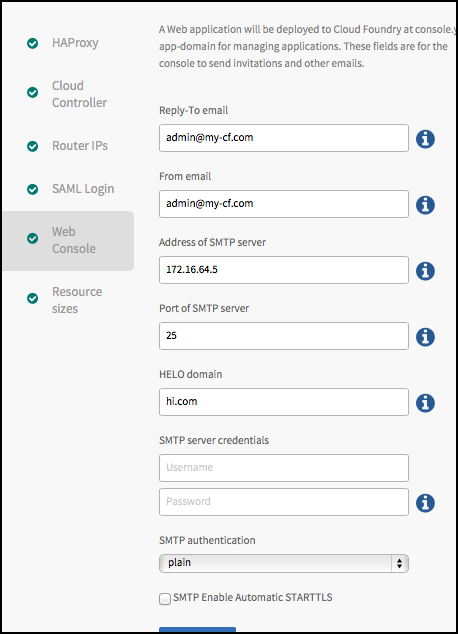 A Web application will be deployed to Cloud Foundry at console.y
app-domain for managing applications. These fields are for the
console to send invitations and other emails.
HAProxy
Cloud
Controller
Router IPs
SAML Login
Web
Console
Resource
sizes
Reply-To email
admin@my-cf.com
From email
admin@my-cf.com
Address of SMTP server
172.16.64.5
Port of SMTP server
25
HELO domain
hi.com
SMTP server credentials
Username
Password
SMTP authentication
plain
SMTP Enable Automatic STARTTLS